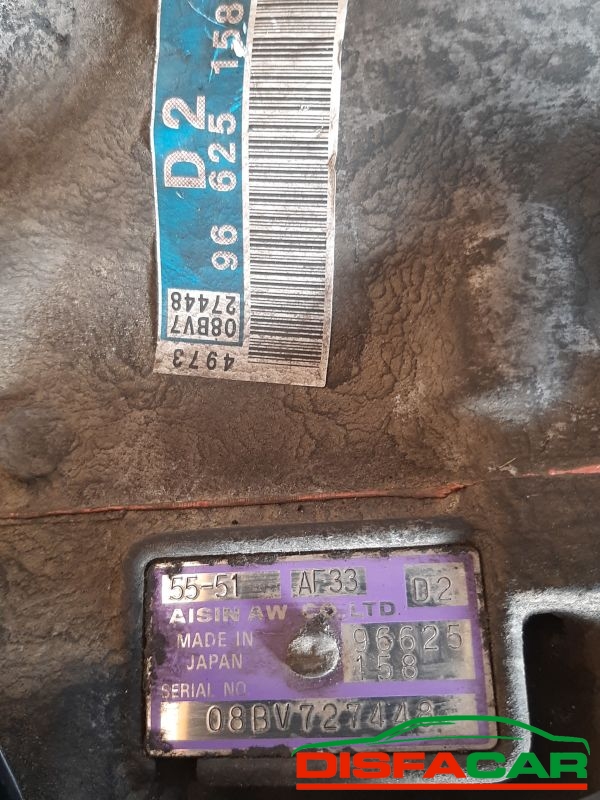 D2
96 625 158
08BV7
27448
4973
55-51 AF33 D2
AISIN AW CO.,LTD.
MADE IN
JAPAN
96625
158
SERIAL NO.
08BV727448
DISFACAR